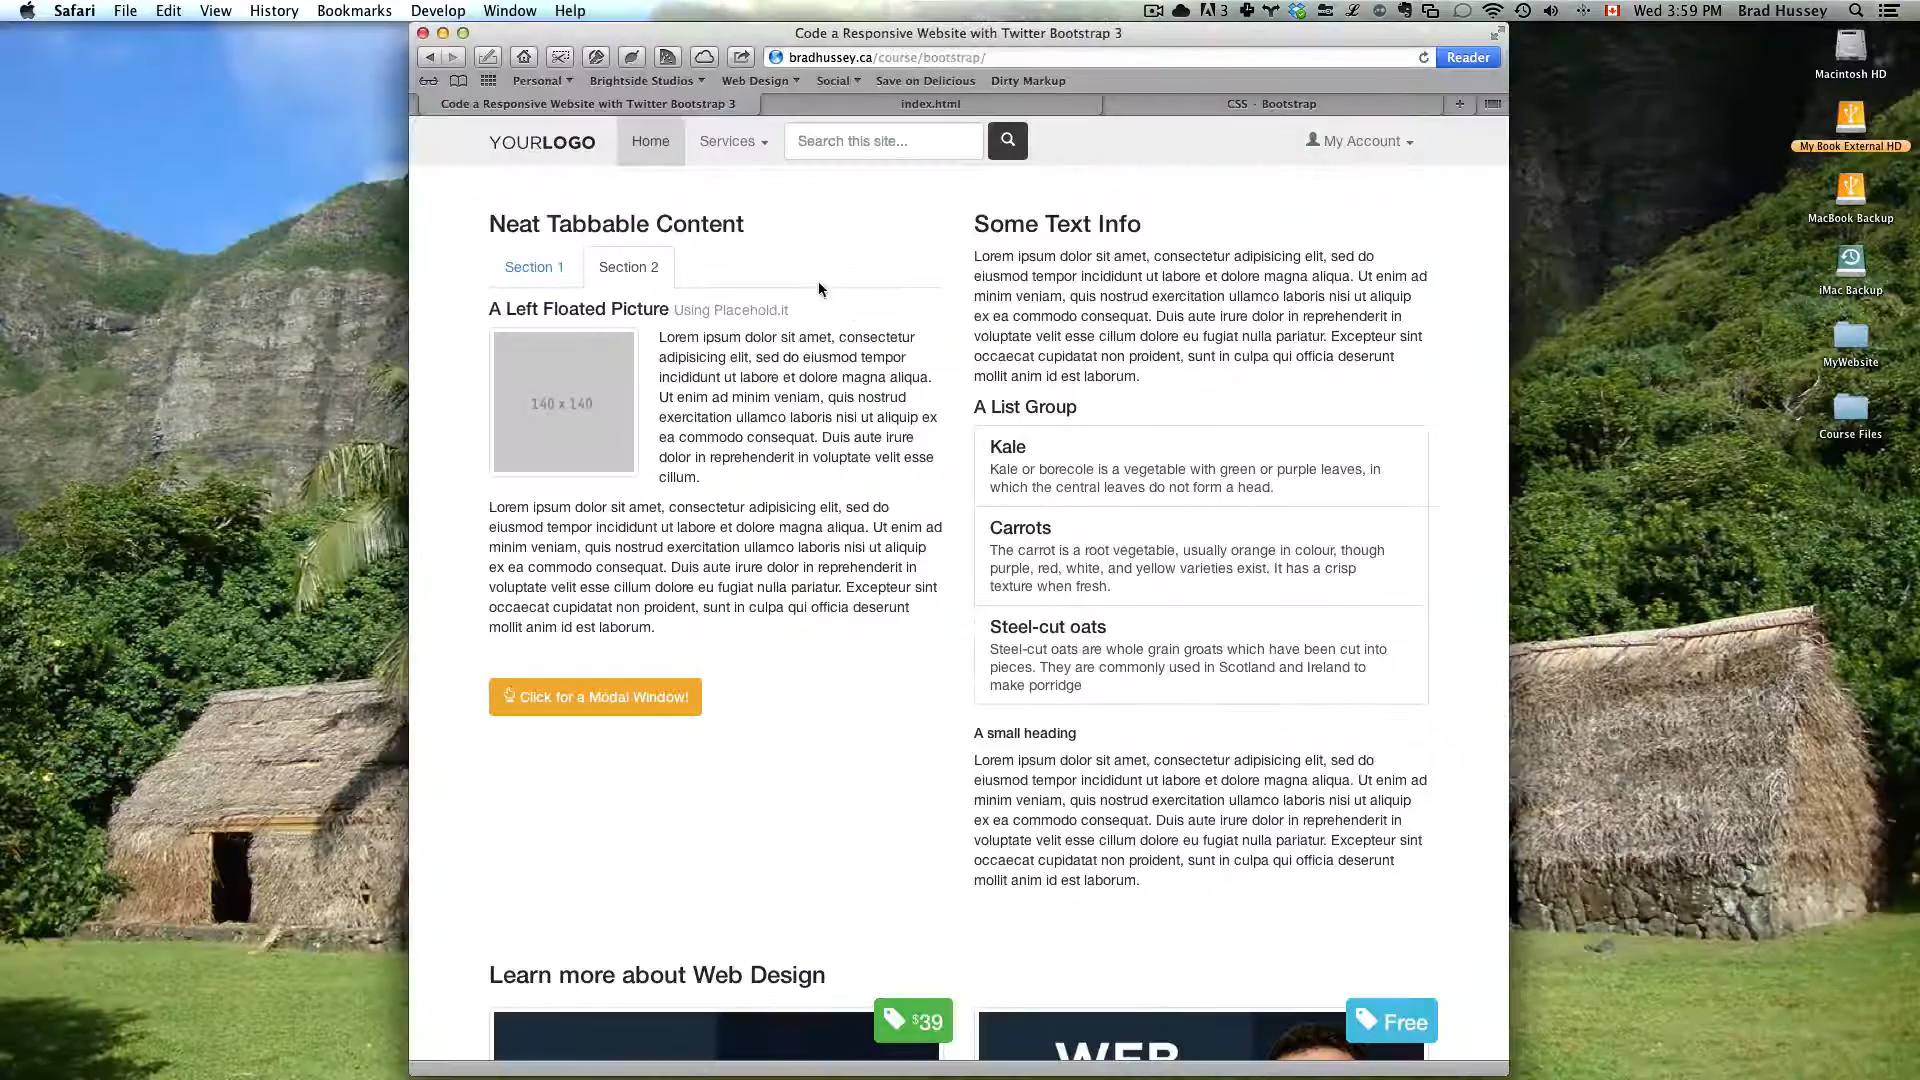 Safari File Edit View History Bookmarks Develop Window Help
3 Wed 3:59 PM Brad Hussey
Code a Responsive Website with Twitter Bootstrap 3
bradhussey.ca/course/bootstrap/ Reader
Personal Brightside Studios Web Design Social Save on Delicious Dirty Markup
Code a Responsive Website with Twitter Bootstrap 3 index.html CSS · Bootstrap
YOURLOGO Home Services Search this site... My Account
Neat Tabbable Content
Section 1 Section 2
A Left Floated Picture Using Placehold.it
140 x 140
Lorem ipsum dolor sit amet, consectetur
adipisicing elit, sed do eiusmod tempor
incididunt ut labore et dolore magna aliqua.
Ut enim ad minim veniam, quis nostrud
exercitation ullamco laboris nisi ut aliquip ex
ea commodo consequat. Duis aute irure
dolor in reprehenderit in voluptate velit esse
cillum.
Lorem ipsum dolor sit amet, consectetur adipisicing elit, sed do
eiusmod tempor incididunt ut labore et dolore magna aliqua. Ut enim ad
minim veniam, quis nostrud exercitation ullamco laboris nisi ut aliquip
ex ea commodo consequat. Duis aute irure dolor in reprehenderit in
voluptate velit esse cillum dolore eu fugiat nulla pariatur. Excepteur sint
occaecat cupidatat non proident, sunt in culpa qui officia deserunt
mollit anim id est laborum.
Click for a Modal Window!
Some Text Info
Lorem ipsum dolor sit amet, consectetur adipisicing elit, sed do
eiusmod tempor incididunt ut labore et dolore magna aliqua. Ut enim ad
minim veniam, quis nostrud exercitation ullamco laboris nisi ut aliquip
ex ea commodo consequat. Duis aute irure dolor in reprehenderit in
voluptate velit esse cillum dolore eu fugiat nulla pariatur. Excepteur sint
occaecat cupidatat non proident, sunt in culpa qui officia deserunt
mollit anim id est laborum.
A List Group
Kale
Kale or borecole is a vegetable with green or purple leaves, in
which the central leaves do not form a head.
Carrots
The carrot is a root vegetable, usually orange in colour, though
purple, red, white, and yellow varieties exist. It has a crisp
texture when fresh.
Steel-cut oats
Steel-cut oats are whole grain groats which have been cut into
pieces. They are commonly used in Scotland and Ireland to
make porridge
A small heading
Lorem ipsum dolor sit amet, consectetur adipisicing elit, sed do
eiusmod tempor incididunt ut labore et dolore magna aliqua. Ut enim ad
minim veniam, quis nostrud exercitation ullamco laboris nisi ut aliquip
ex ea commodo consequat. Duis aute irure dolor in reprehenderit in
voluptate velit esse cillum dolore eu fugiat nulla pariatur. Excepteur sint
occaecat cupidatat non proident, sunt in culpa qui officia deserunt
mollit anim id est laborum.
Learn more about Web Design
$39
Free
WEB
Macintosh HD
My Book External HD
MacBook Backup
iMac Backup
MyWebsite
Course Files